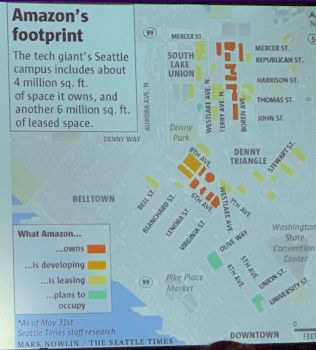 Amazon's
footprint
The tech giant's Seattle
campus includes about
4 million sq. ft.
of space it owns, and
another 6 million sq. ft.
of leased space.
99
MERCER ST.
SOUTH
LAKE
UNION
MERCER ST.
REPUBLICAN ST.
HARRISON ST.
THOMAS ST.
JOHN ST.
AURORA AVE. N.
WESTLAKE AVE. N.
TERRY AVE. N.
BOREN AVE.
Denny
Park
DENNY WAY
DENNY
TRIANGLE
STEWART ST.
8TH AVE.
7TH AVE.
6TH AVE.
WESTLAKE AVE.
BELL ST.
BLANCHARD ST.
LENORA ST.
VIRGINIA ST.
OLIVE WAY
BELLTOWN
Washington
State
Convention
Center
5TH AVE.
4TH AVE.
UNION ST.
UNIVERSITY ST.
99
Pike Place
Market
What Amazon...
...owns
...is developing
...is leasing
...plans to
occupy
*As of May 31st
Seattle Times staff research
MARK NOWLIN / THE SEATTLE TIMES
DOWNTOWN
0
FEET